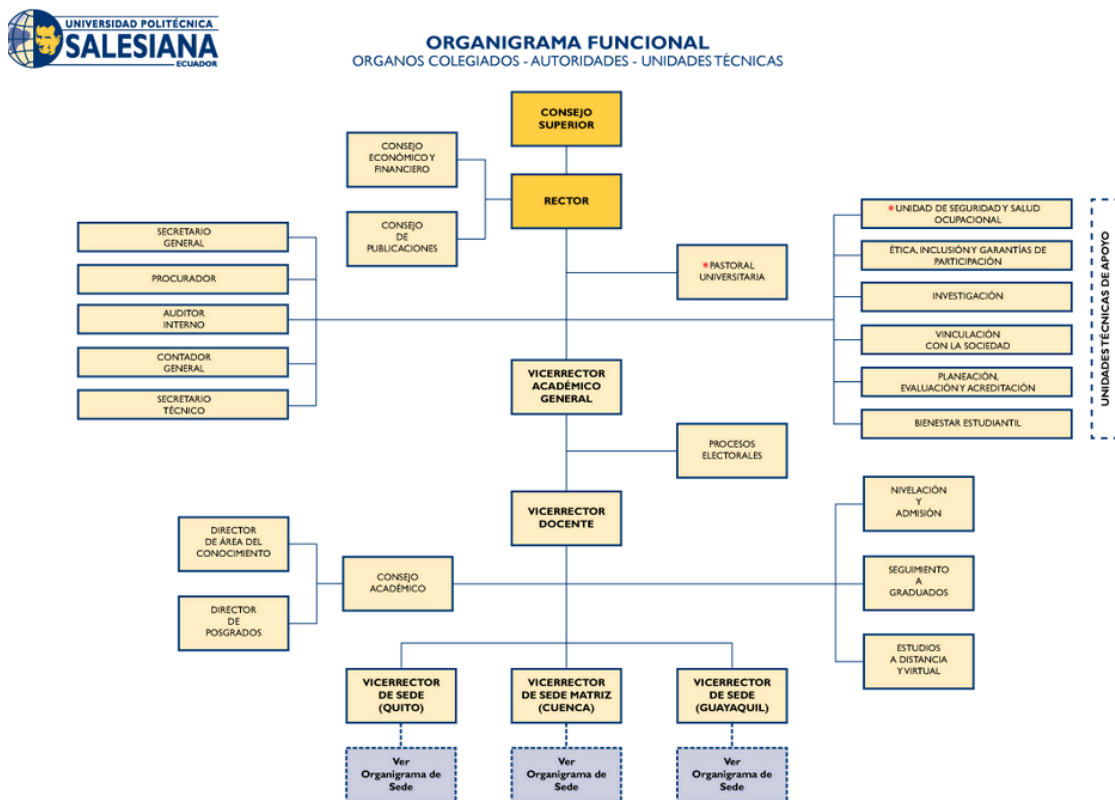 UNIVERSIDAD POLITÉCNICA
SALESIANA
ECUADOR
ORGANIGRAMA FUNCIONAL
ORGANOS COLEGIADOS - AUTORIDADES - UNIDADES TÉCNICAS
CONSEJO
SUPERIOR
CONSEJO
ECONÓMICO Y
FINANCIERO
RECTOR
CONSEJO
DE
PUBLICACIONES
SECRETARIO
GENERAL
PROCURADOR
AUDITOR
INTERNO
CONTADOR
GENERAL
SECRETARIO
TÉCNICO
*PASTORAL
UNIVERSITARIA
*UNIDAD DE SEGURIDAD Y SALUD
OCUPACIONAL
ÉTICA, INCLUSIÓN Y GARANTÍAS DE
PARTICIPACIÓN
INVESTIGACIÓN
VINCULACIÓN
CON LA SOCIEDAD
PLANEACIÓN,
EVALUACIÓN Y ACREDITACIÓN
BIENESTAR ESTUDIANTIL
UNIDADES TÉCNICAS DE APOYO
VICERRECTOR
ACADÉMICO
GENERAL
PROCESOS
ELECTORALES
VICERRECTOR
DOCENTE
DIRECTOR
DE ÁREA DEL
CONOCIMIENTO
DIRECTOR
DE
POSGRADOS
CONSEJO
ACADÉMICO
NIVELACIÓN
Y
ADMISIÓN
SEGUIMIENTO
A
GRADUADOS
ESTUDIOS
A DISTANCIA
Y VIRTUAL
VICERRECTOR
DE SEDE
(QUITO)
VICERRECTOR
DE SEDE MATRIZ
(CUENCA)
VICERRECTOR
DE SEDE
(GUAYAQUIL)
Ver
Organigrama de
Sede
Ver
Organigrama de
Sede
Ver
Organigrama de
Sede